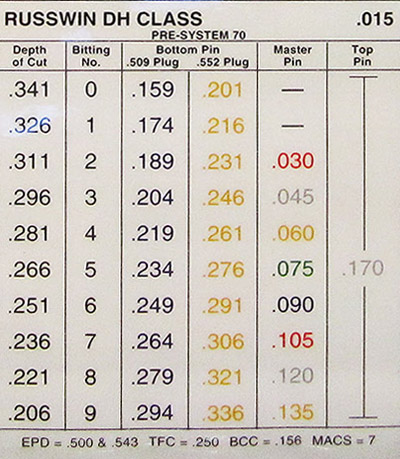 RUSSWIN DH CLASS .015
PRE-SYSTEM 70
Depth of Cut Bitting No. Bottom Pin .509 Plug .552 Plug Master Pin Top Pin
.341 0 .159 .201 —
.326 1 .174 .216 —
.311 2 .189 .231 .030
.296 3 .204 .246 .045
.281 4 .219 .261 .060
.266 5 .234 .276 .075 .170
.251 6 .249 .291 .090
.236 7 .264 .306 .105
.221 8 .279 .321 .120
.206 9 .294 .336 .135
EPD = .500 & .543 TFC = .250 BCC = .156 MACS = 7